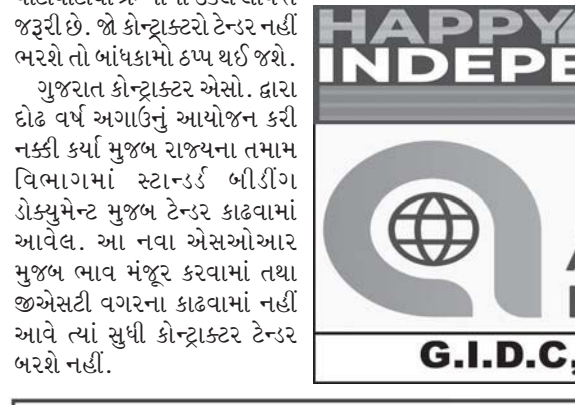 જરૂરી છે. જો કોન્ટ્રાક્ટરો ટેન્ડર નહીં
ભરશે તો બાંધકામો ઠપ્પ થઈ જશે.
ગુજરાત કોન્ટ્રાક્ટર એસો. દ્વારા
દોઢ વર્ષ અગાઉનું આયોજન કરી
નક્કી કર્યા મુજબ રાજ્યના તમામ
વિભાગમાં સ્ટાન્ડર્ડ બીડીંગ
ડોક્યુમેન્ટ મુજબ ટેન્ડર કાઢવામાં
આવેલ. આ નવા એસઓઆર
મુજબ ભાવ મંજૂર કરવામાં તથા
જીએસટી વગરના કાઢવામાં નહીં
આવે ત્યાં સુધી કોન્ટ્રાક્ટર ટેન્ડર
બરશે નહીં.
HAPPY
INDEPE
G.I.D.C,